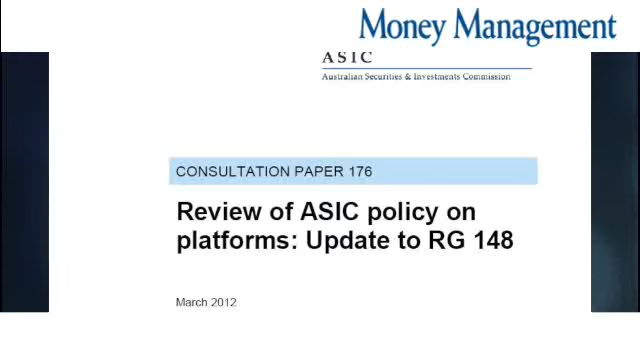 Money Management
ASIC
Australian Securities & Investments Commission
CONSULTATION PAPER 176
Review of ASIC policy on
platforms: Update to RG 148
March 2012